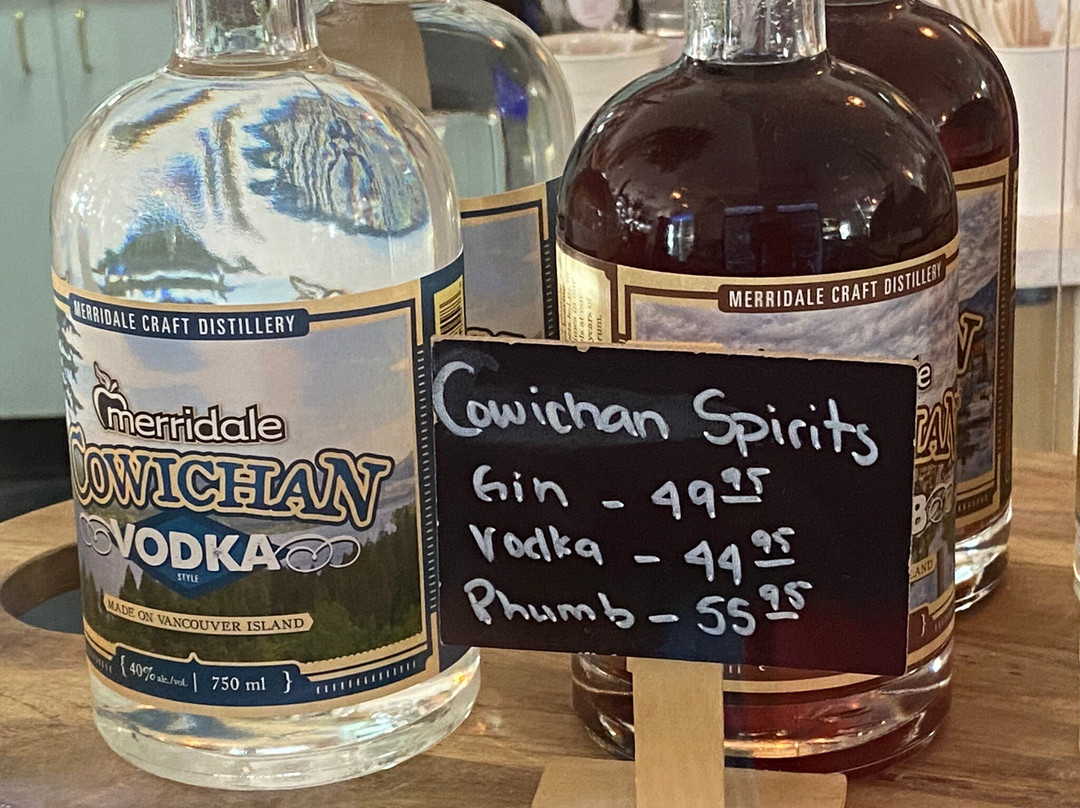 MERRIDALE CRAFT DISTILLERY
merridale
COWICHAN
VODKA
STYLE
MADE ON VANCOUVER ISLAND
{ 40% alc./vol. | 750 ml }
MERRIDALE CRAFT DISTILLERY
Cowichan Spirits
Gin - 49.95
Vodka - 44.95
Phumb - 55.95